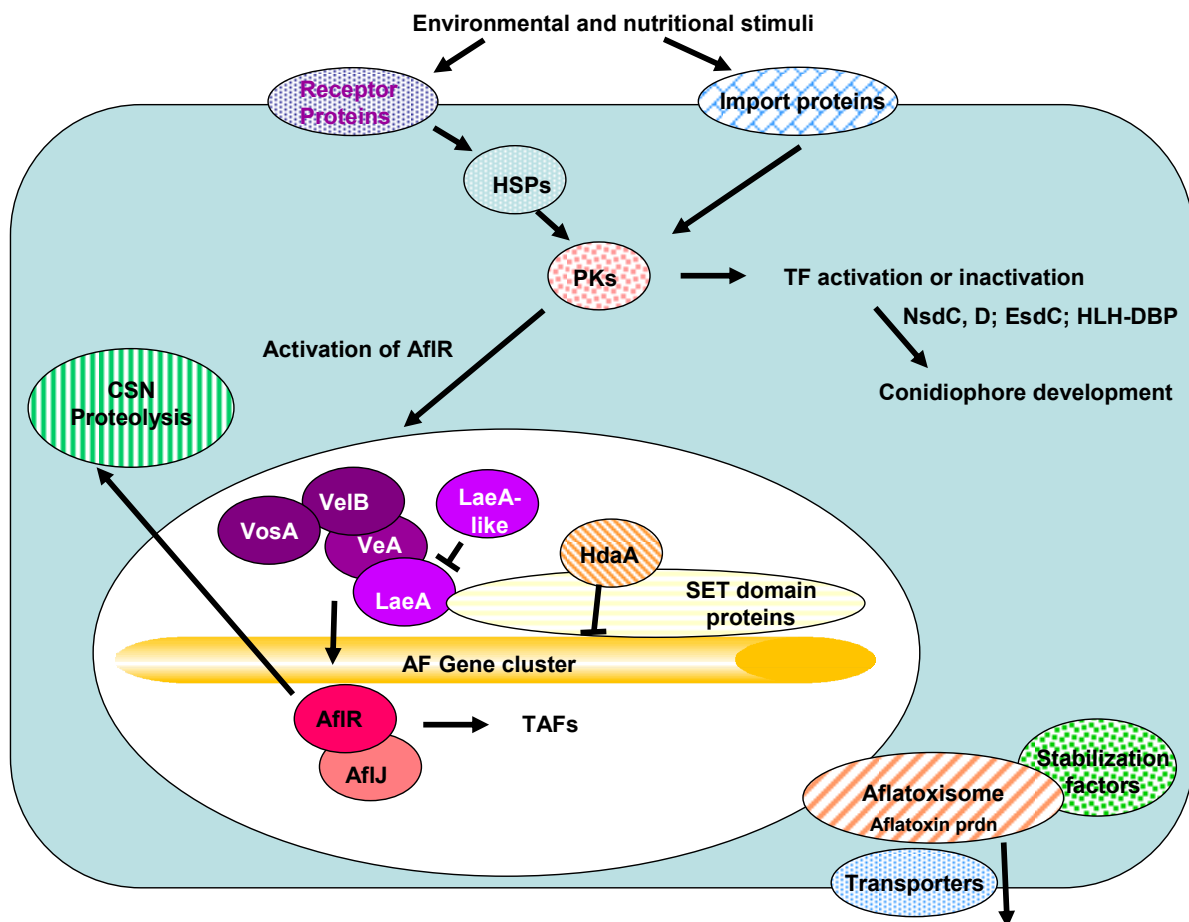 Environmental and nutritional stimuli
Receptor
Proteins
Import proteins
HSPs
PKs
TF activation or inactivation
NsdC, D; EsdC; HLH-DBP
Activation of AflR
Conidiophore development
CSN
Proteolysis
VelB
LaeA-
like
VosA
VeA
HdaA
LaeA
SET domain
proteins
AF Gene cluster
AflR
TAFs
AflJ
Stabilization
factors
Aflatoxisome
Aflatoxin prdn
Transporters